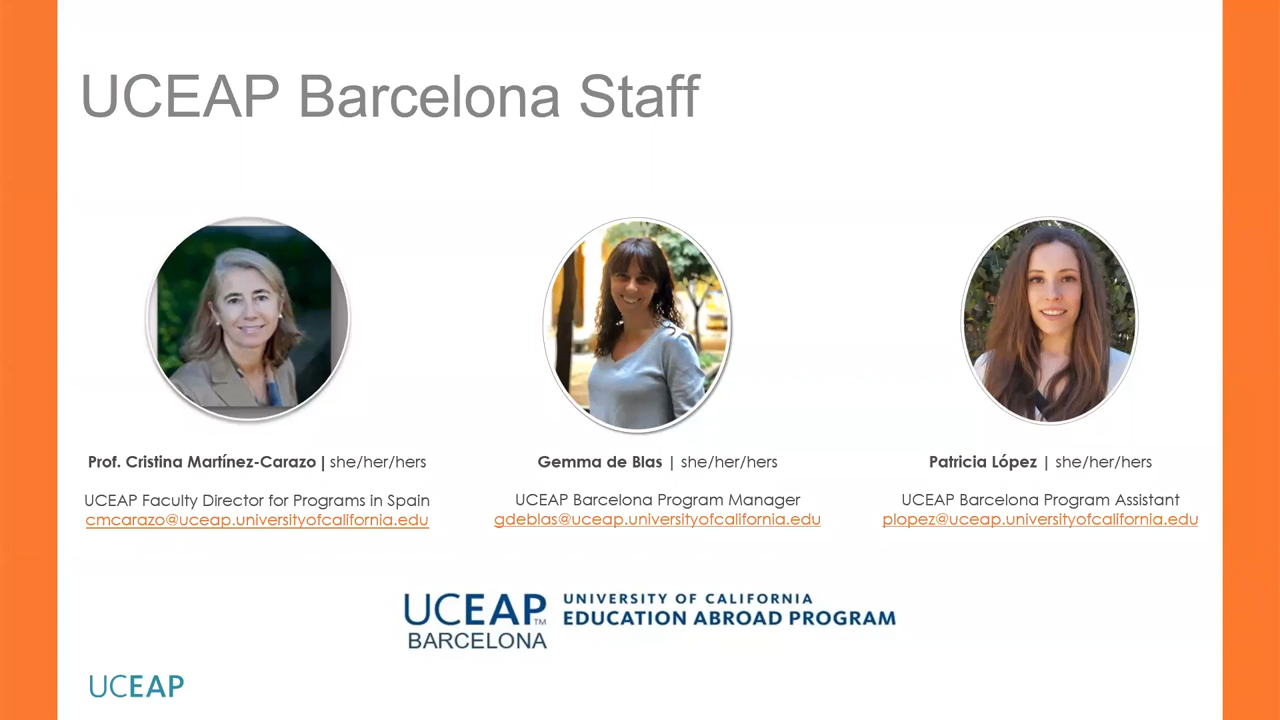 UCEAP Barcelona Staff
Prof. Cristina Martínez-Carazo | she/her/hers
UCEAP Faculty Director for Programs in Spain
cmcarazo@uceap.universityofcalifornia.edu
Gemma de Blas | she/her/hers
UCEAP Barcelona Program Manager
gdeblas@uceap.universityofcalifornia.edu
Patricia López | she/her/hers
UCEAP Barcelona Program Assistant
plopez@uceap.universityofcalifornia.edu
UCEAP™
BARCELONA
UNIVERSITY OF CALIFORNIA
EDUCATION ABROAD PROGRAM
UCEAP